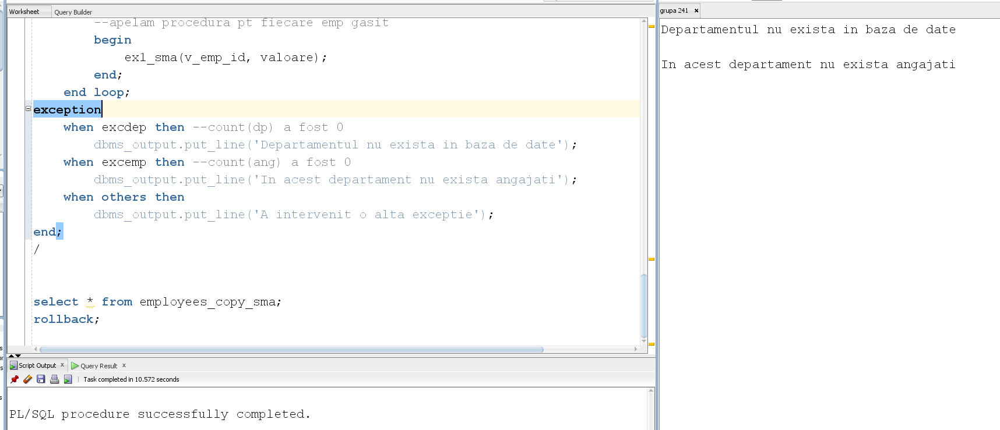 Worksheet Query Builder
--apelam procedura pt fiecare emp gasit
begin
ex1_sma(v_emp_id, valoare);
end;
end loop;
exception
when excdep then --count(dp) a fost 0
dbms_output.put_line('Departamentul nu exista in baza de date');
when excemp then --count(ang) a fost 0
dbms_output.put_line('In acest departament nu exista angajati');
when others then
dbms_output.put_line('A intervenit o alta exceptie');
end;
/
select * from employees_copy_sma;
rollback;
Script Output x Query Result x
Task completed in 10.572 seconds
PL/SQL procedure successfully completed.
grupa 241 x
Departamentul nu exista in baza de date
In acest departament nu exista angajati